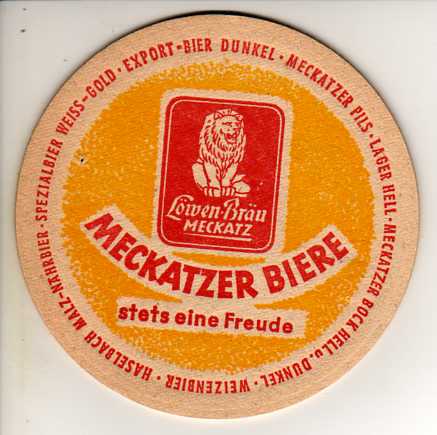 SPEZIALBIER WEISS-GOLD · EXPORT-BIER DUNKEL · MECKATZER PILS · LAGER HELL · MECKATZER BOCK HELL u. DUNKEL · WEIZENBIER · HASELBACH MALZ-NÄHRBIER ·
Löwen-Bräu
MECKATZ
MECKATZER BIERE
stets eine Freude